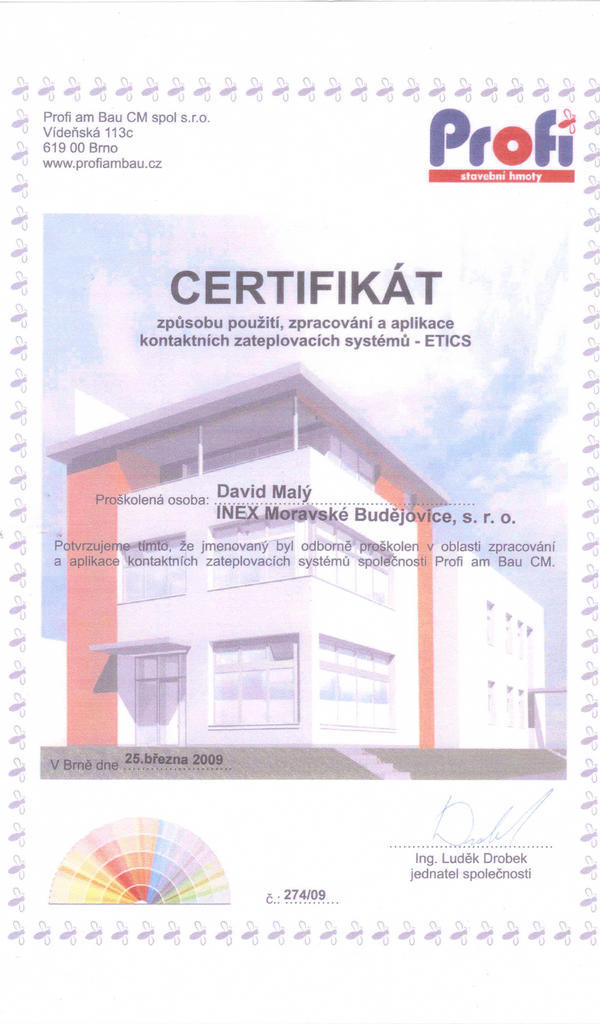 Profi am Bau CM spol s.r.o.
Vídeňská 113c
619 00 Brno
www.profiambau.cz
Profi
stavební hmoty
CERTIFIKÁT
způsobu použití, zpracování a aplikace
kontaktních zateplovacích systémů - ETICS
Proškolená osoba: David Malý
INEX Moravské Budějovice, s. r. o.
Potvrzujeme tímto, že jmenovaný byl odborně proškolen v oblasti zpracování
a aplikace kontaktních zateplovacích systémů společnosti Profi am Bau CM.
V Brně dne 25.března 2009
Ing. Luděk Drobek
jednatel společnosti
č.: 274/09